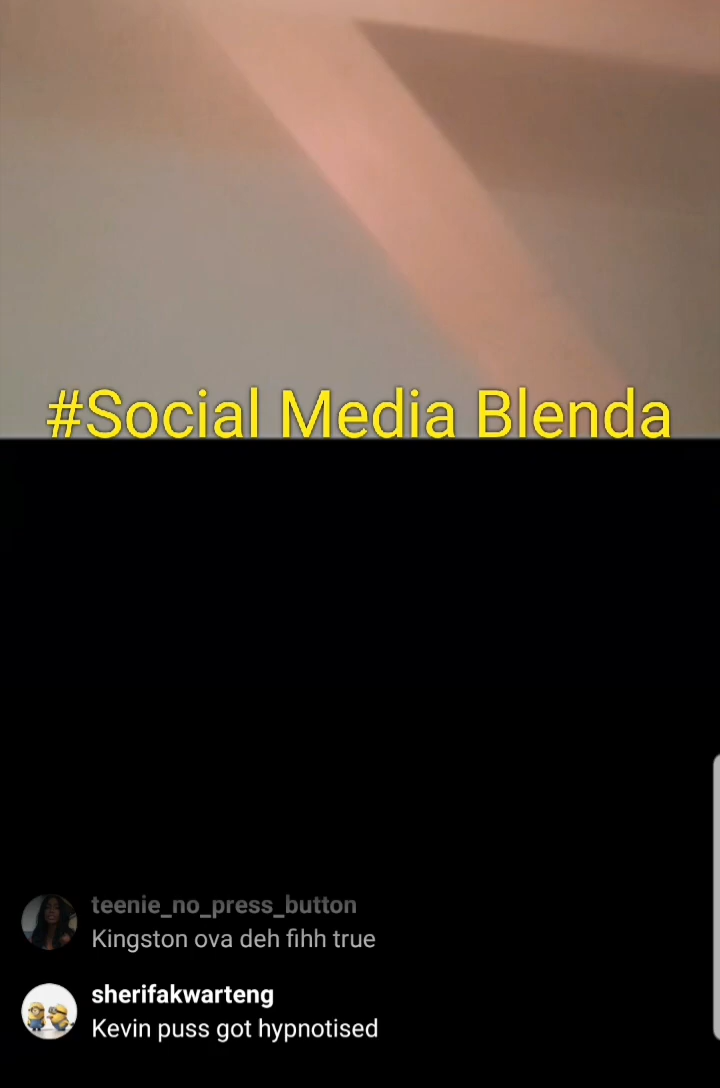 #Social Media Blenda
teenie_no_press_button
Kingston ova deh fihh true
sherifakwarteng
Kevin puss got hypnotised